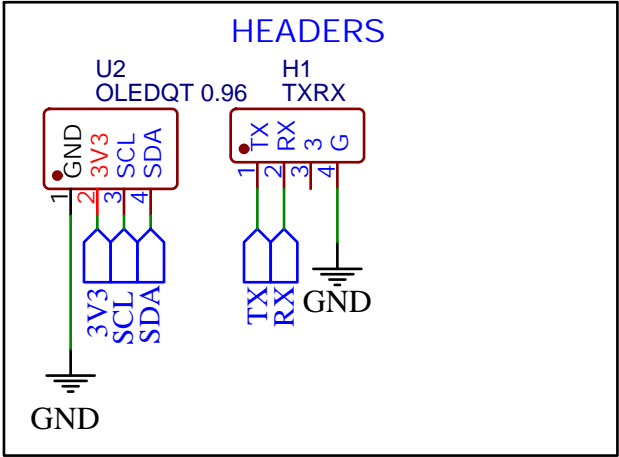 HEADERS
U2
OLEDQT 0.96
GND
3V3
SCL
SDA
1
2
3
4
3V3
SCL
SDA
GND
H1
TXRX
TX
RX
3
G
1
2
3
4
TX
RX
GND